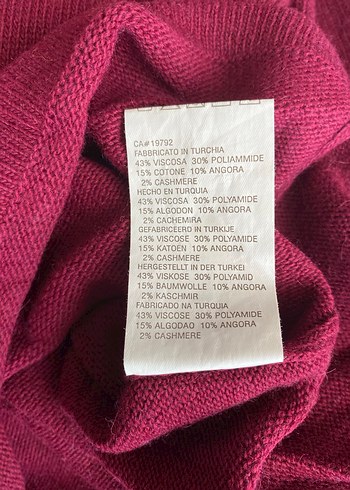 CA#19792
FABBRICATO IN TURCHIA
43% VISCOSA 30% POLIAMMIDE
15% COTONE 10% ANGORA
2% CASHMERE
HECHO EN TURQUIA
43% VISCOSA 30% POLYAMIDE
15% ALGODON 10% ANGORA
2% CACHEMIRA
GEFABRICEERD IN TURKIJE
43% VISCOSE 30% POLYAMIDE
15% KATOEN 10% ANGORA
2% CASHMERE
HERGESTELLT IN DER TURKEI
43% VISKOSE 30% POLYAMID
15% BAUMWOLLE 10% ANGORA
2% KASCHMIR
FABRICADO NA TURQUIA
43% VISCOSE 30% POLYAMIDE
15% ALGODAO 10% ANGORA
2% CASHMERE